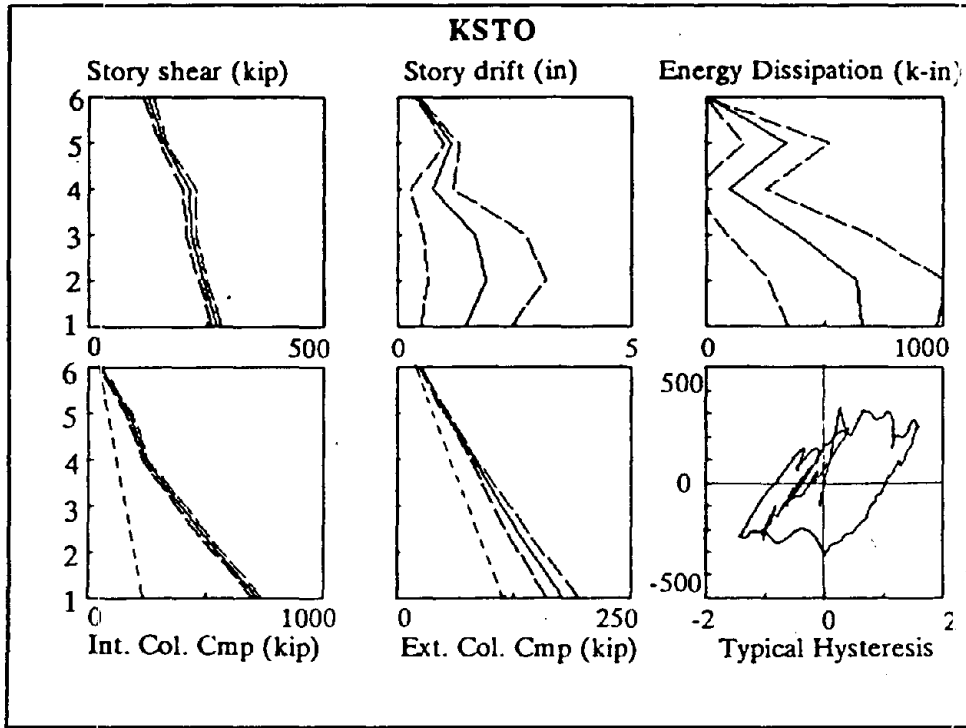 KSTO
Story shear (kip)
Story drift (in)
Energy Dissipation (k-in)
6
5
4
3
2
1
0 500
0 5
0 1000
6
5
4
3
2
1
0 1000
Int. Col. Cmp (kip)
0 250
Ext. Col. Cmp (kip)
500
0
-500
-2 0 2
Typical Hysteresis